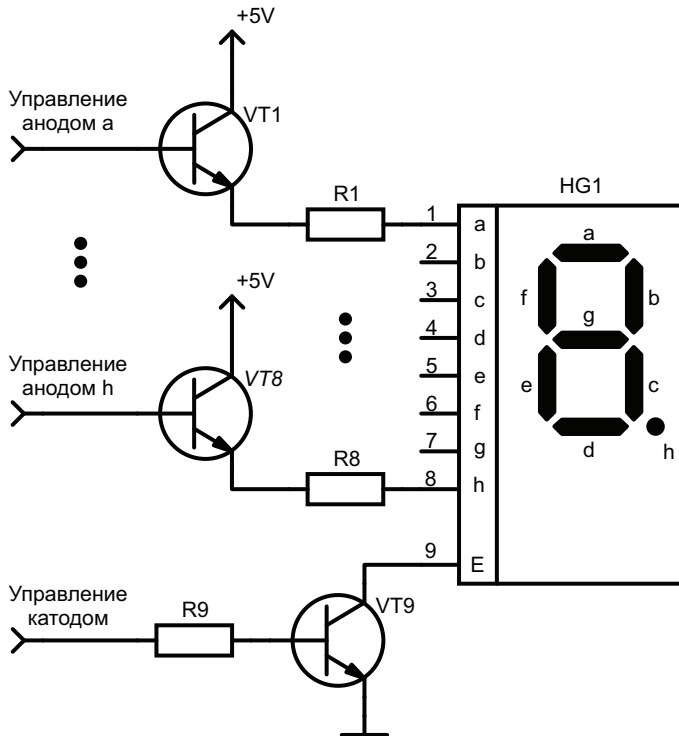 +5V
Управление
анодом a
VT1
R1
HG1
1
a
2
b
3
c
4
d
5
e
6
f
7
g
8
h
9
E
a
b
c
d
e
f
g
h
+5V
Управление
анодом h
VT8
R8
Управление
катодом
R9
VT9